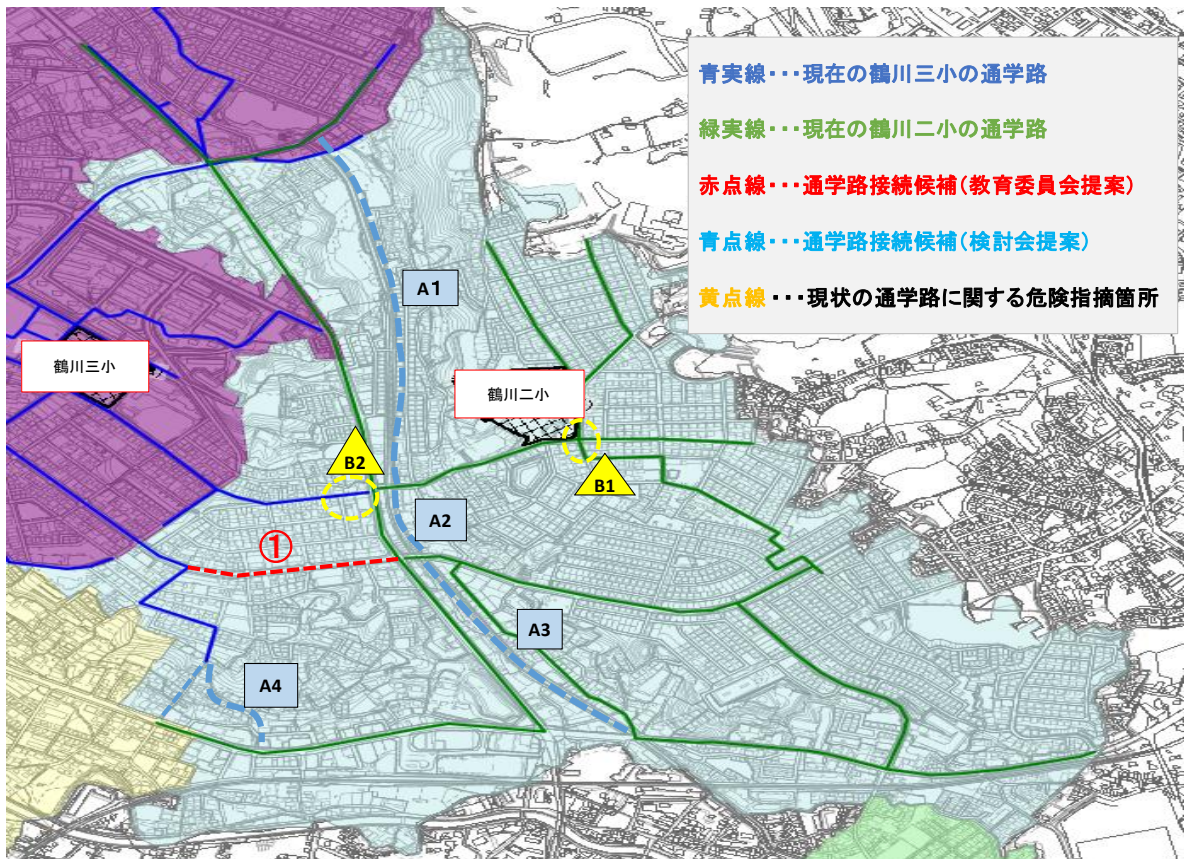 青実線・・・現在の鶴川三小の通学路
緑実線・・・現在の鶴川二小の通学路
赤点線・・・通学路接続候補(教育委員会提案)
青点線・・・通学路接続候補(検討会提案)
黄点線・・・現状の通学路に関する危険指摘箇所
A1
鶴川三小
鶴川二小
B2
B1
A2
①
A3
A4